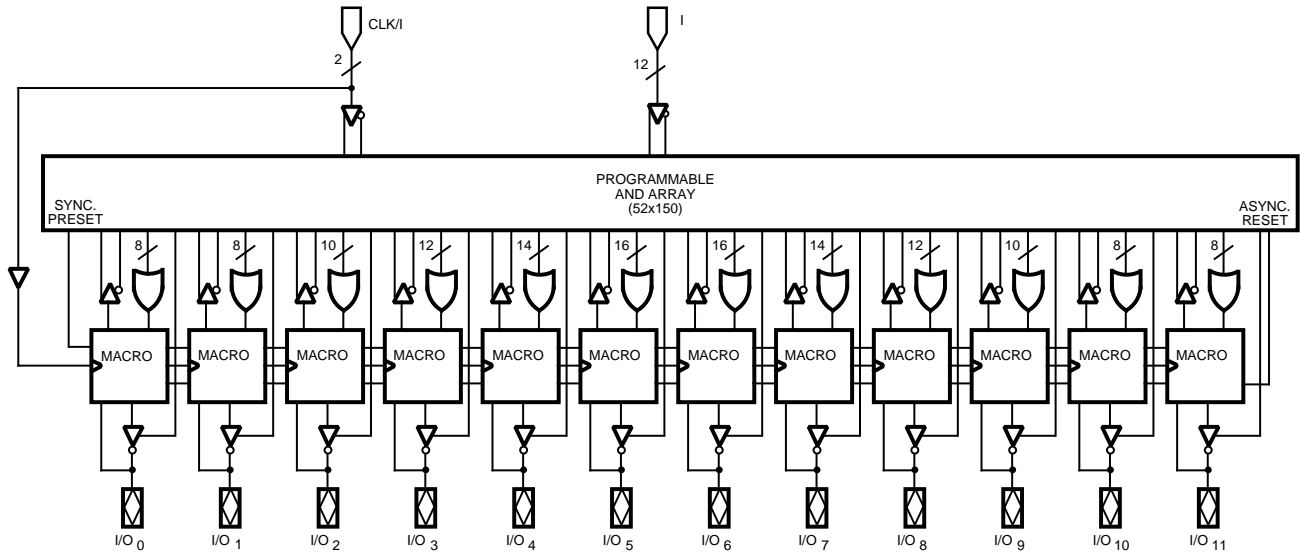 CLK/I
I
2
12
PROGRAMMABLE
AND ARRAY
(52x150)
SYNC.
PRESET
ASYNC.
RESET
8 8 10 12 14 16 16 14 12 10 8 8
MACRO MACRO MACRO MACRO MACRO MACRO MACRO MACRO MACRO MACRO MACRO MACRO
I/O 0 I/O 1 I/O 2 I/O 3 I/O 4 I/O 5 I/O 6 I/O 7 I/O 8 I/O 9 I/O 10 I/O 11